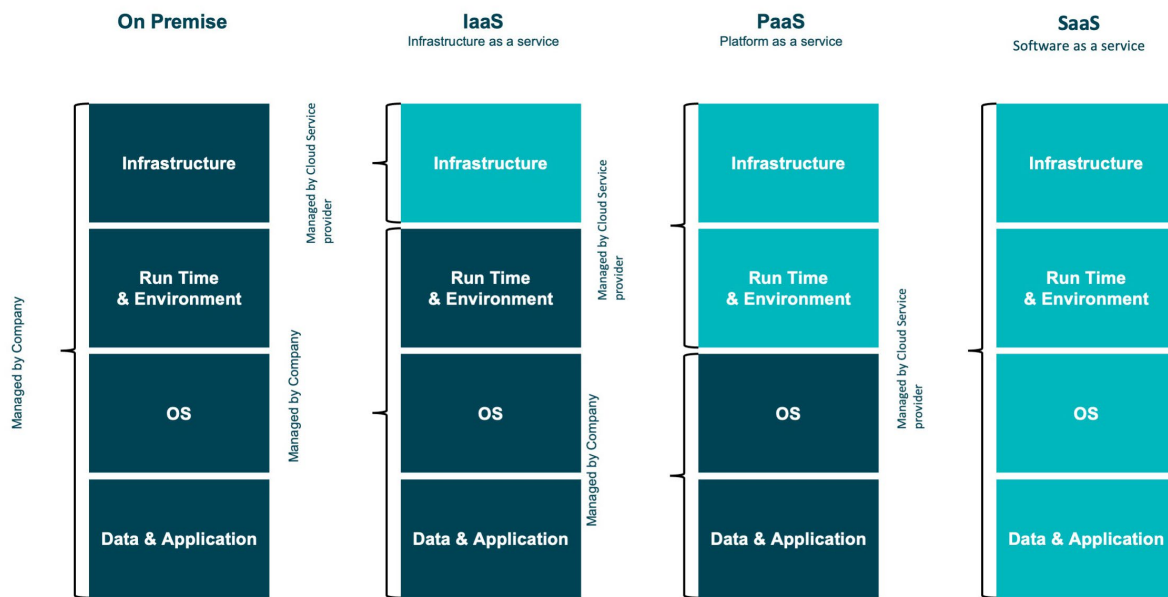 On Premise
IaaS
Infrastructure as a service
PaaS
Platform as a service
SaaS
Software as a service
Managed by Company
Infrastructure
Run Time
& Environment
OS
Data & Application
Managed by Cloud Service
provider
Managed by Company
Infrastructure
Run Time
& Environment
OS
Data & Application
Managed by Cloud Service
provider
Managed by Company
Infrastructure
Run Time
& Environment
OS
Data & Application
Managed by Cloud Service
provider
Infrastructure
Run Time
& Environment
OS
Data & Application